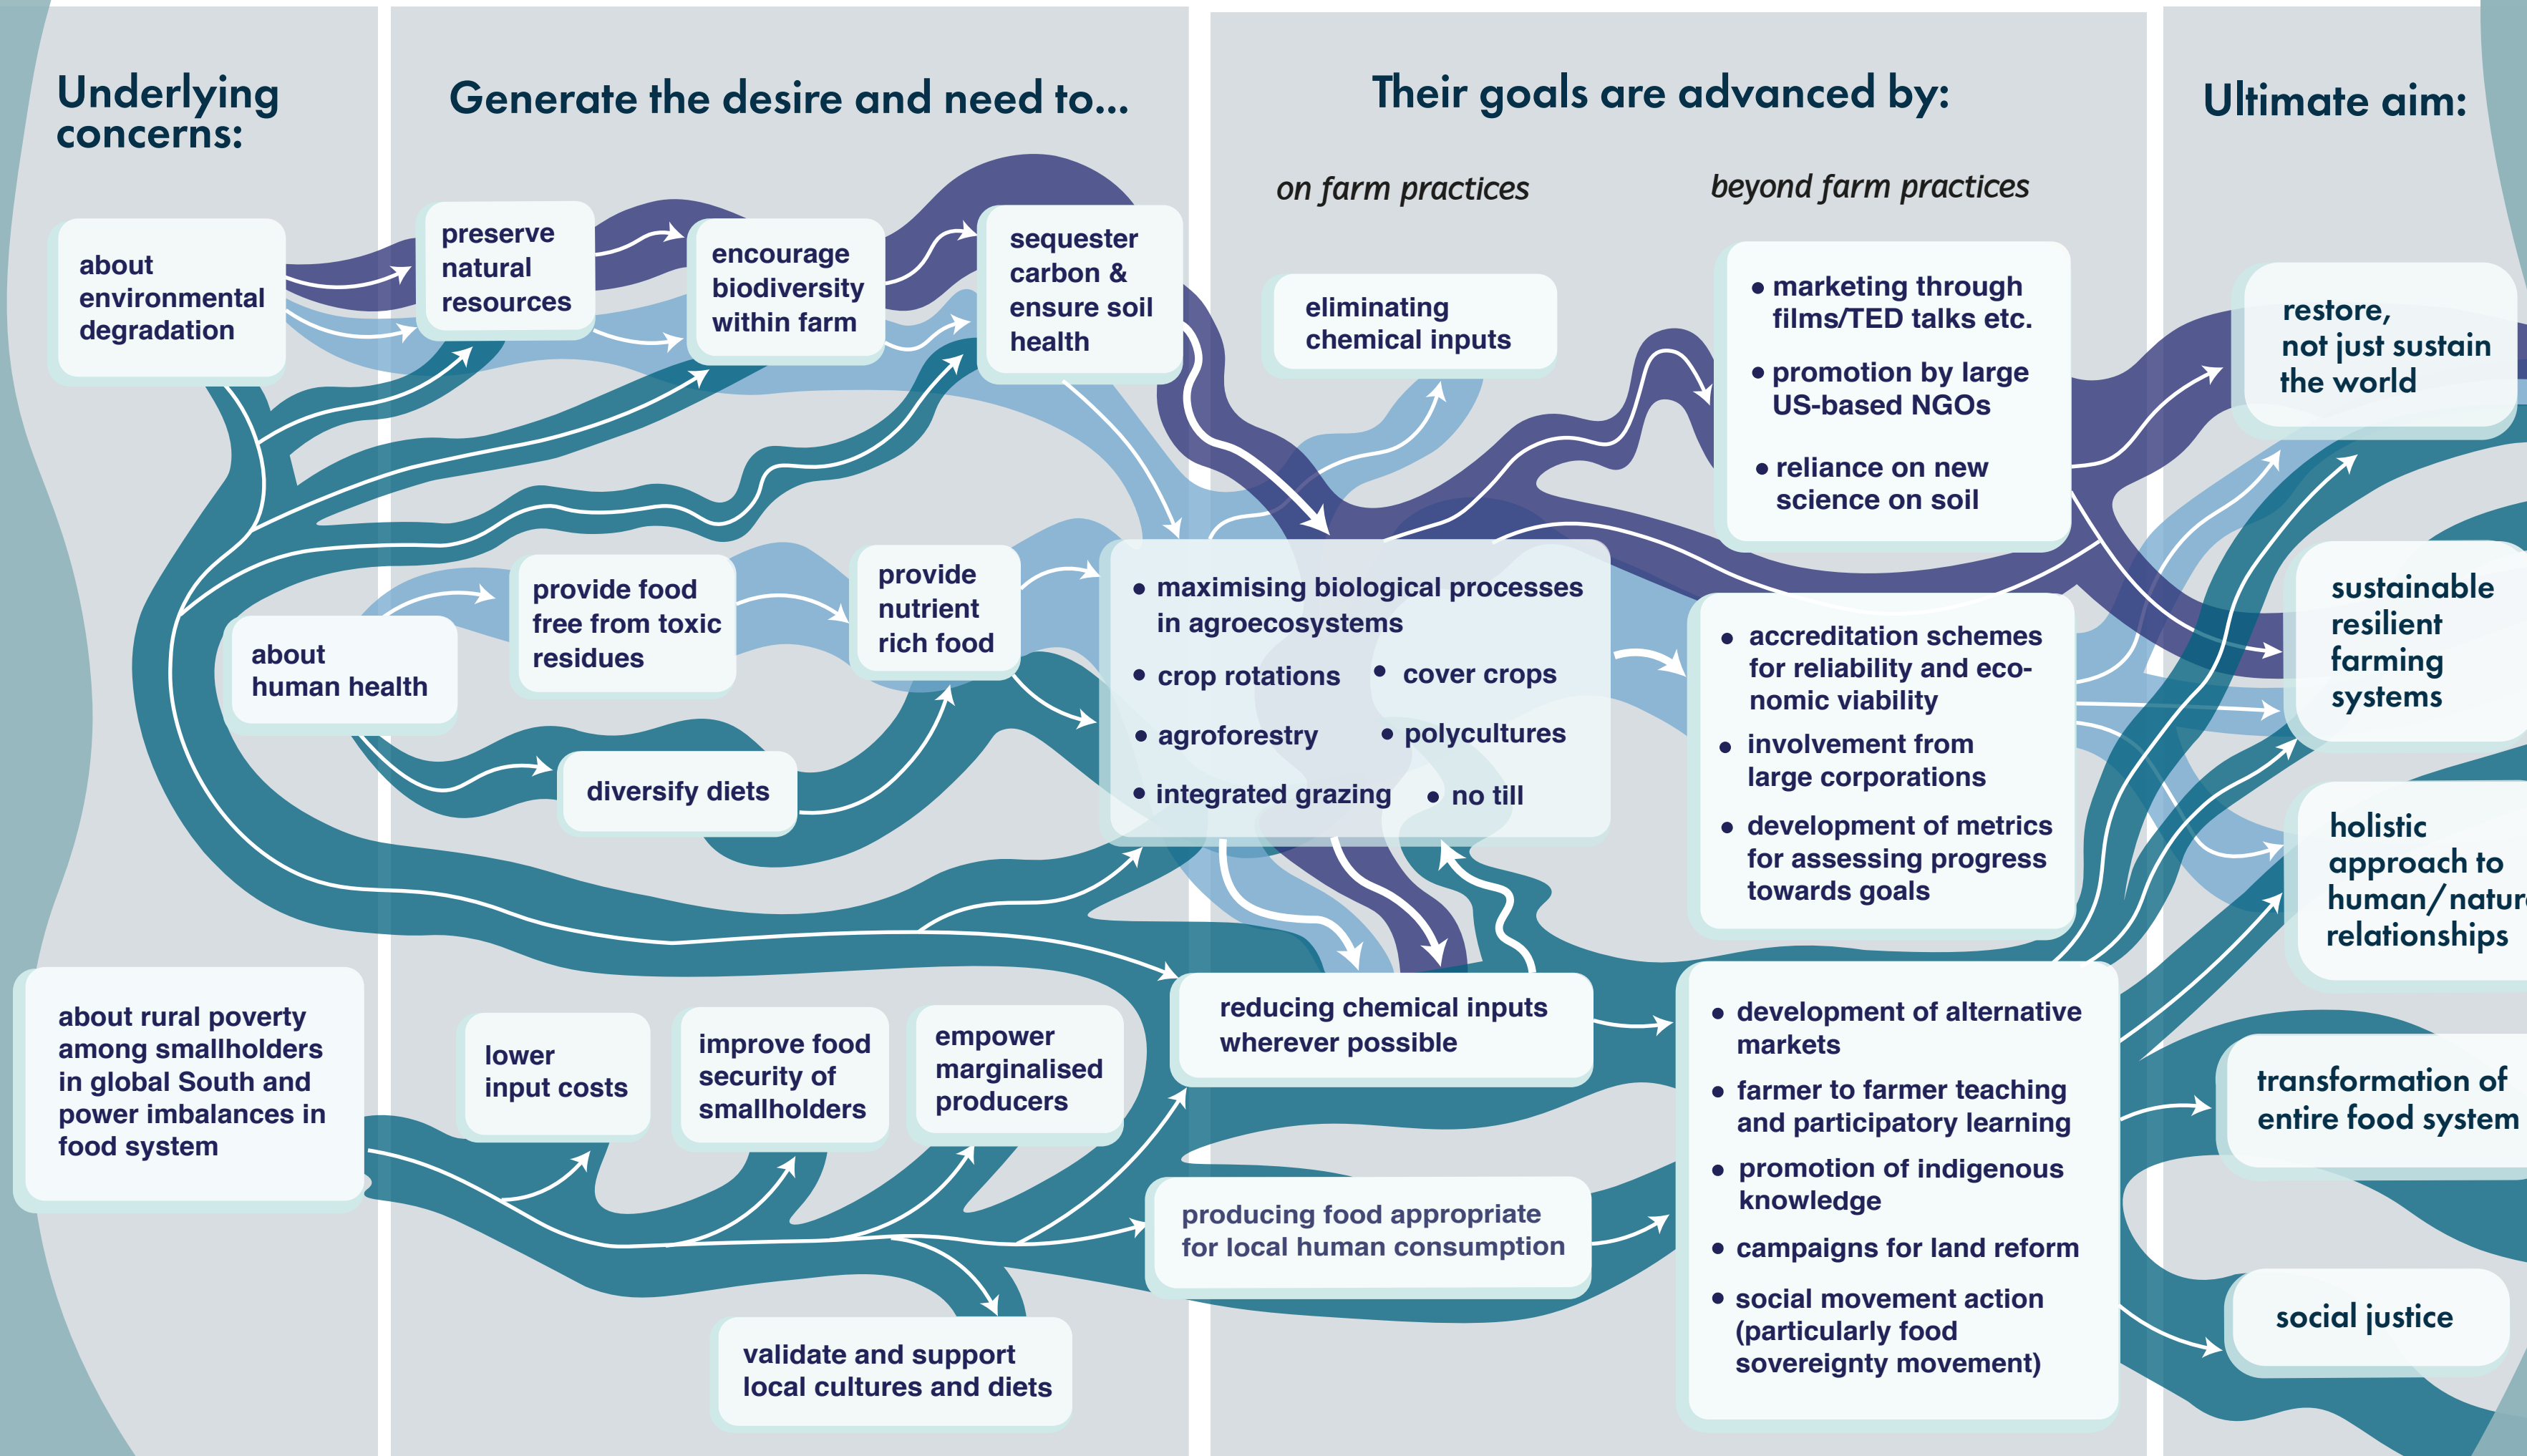 Underlying
concerns:
Generate the desire and need to...
Their goals are advanced by:
Ultimate aim:
on farm practices
beyond farm practices
about
environmental
degradation
preserve
natural
resources
encourage
biodiversity
within farm
sequester
carbon &
ensure soil
health
eliminating
chemical inputs
• marketing through
films/TED talks etc.
• promotion by large
US-based NGOs
• reliance on new
science on soil
restore,
not just sustain
the world
about
human health
provide food
free from toxic
residues
provide
nutrient
rich food
diversify diets
• maximising biological processes
in agroecosystems
• crop rotations • cover crops
• agroforestry • polycultures
• integrated grazing • no till
• accreditation schemes
for reliability and eco-
nomic viability
• involvement from
large corporations
• development of metrics
for assessing progress
towards goals
sustainable
resilient
farming
systems
holistic
approach to
human/natur
relationships
about rural poverty
among smallholders
in global South and
power imbalances in
food system
lower
input costs
improve food
security of
smallholders
empower
marginalised
producers
validate and support
local cultures and diets
reducing chemical inputs
wherever possible
producing food appropriate
for local human consumption
• development of alternative
markets
• farmer to farmer teaching
and participatory learning
• promotion of indigenous
knowledge
• campaigns for land reform
• social movement action
(particularly food
sovereignty movement)
transformation of
entire food system
social justice